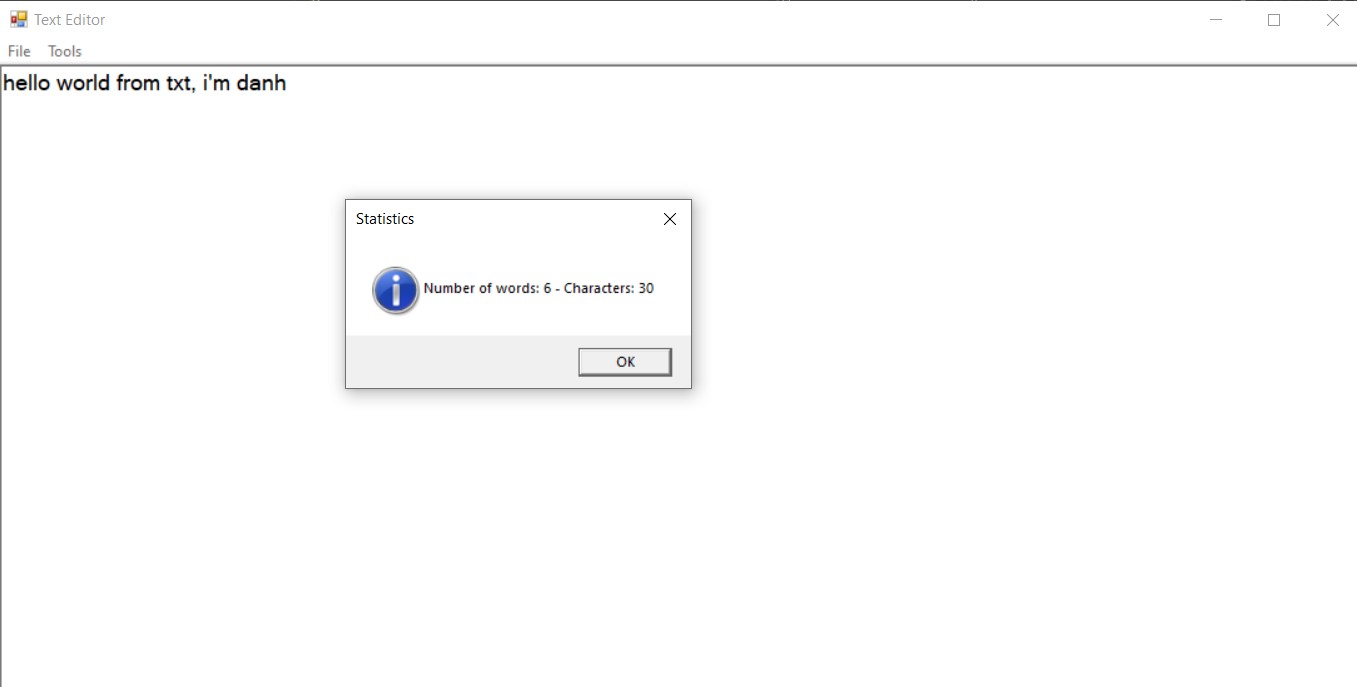 Text Editor
File Tools
hello world from txt, i'm danh
Statistics
Number of words: 6 - Characters: 30
OK